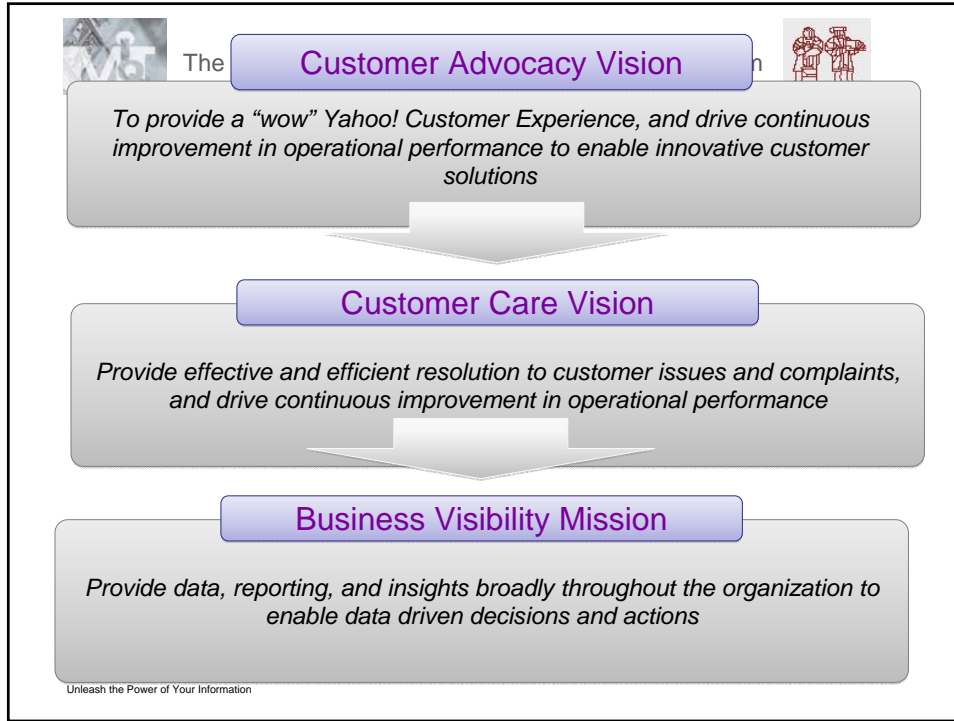 The
Customer Advocacy Vision
To provide a “wow” Yahoo! Customer Experience, and drive continuous
improvement in operational performance to enable innovative customer
solutions
Customer Care Vision
Provide effective and efficient resolution to customer issues and complaints,
and drive continuous improvement in operational performance
Business Visibility Mission
Provide data, reporting, and insights broadly throughout the organization to
enable data driven decisions and actions
Unleash the Power of Your Information